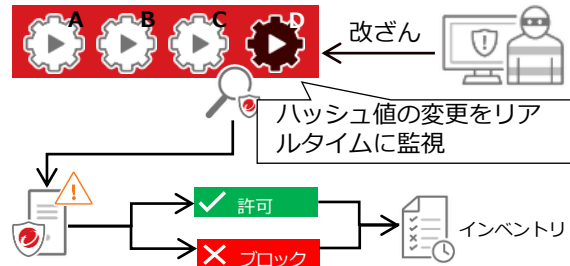 A B C D
改ざん
ハッシュ値の変更をリア
ルタイムに監視
許可
インベントリ
ブロック